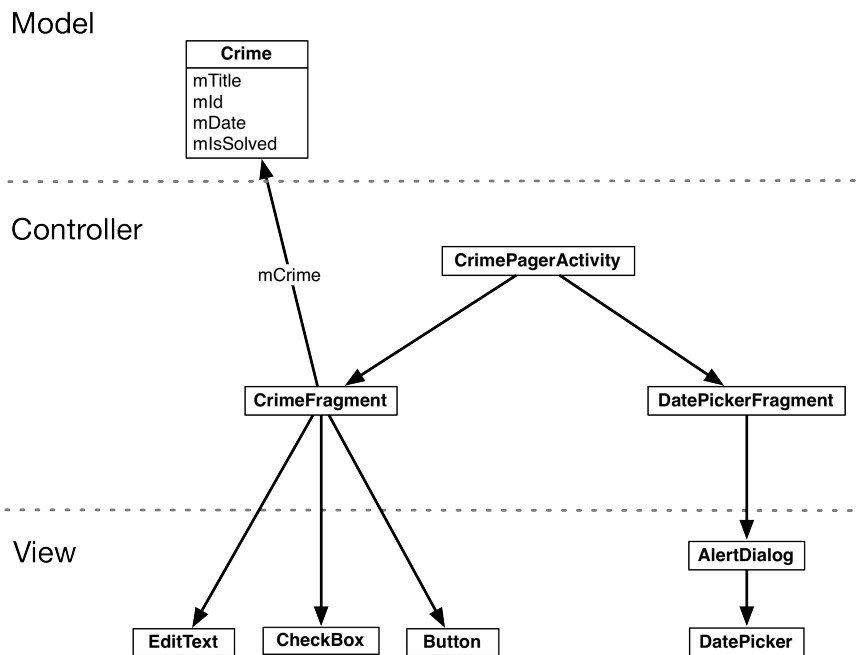 Model
Crime
mTitle
mId
mDate
mIsSolved
Controller
CrimePagerActivity
mCrime
CrimeFragment
DatePickerFragment
View
AlertDialog
EditText
CheckBox
Button
DatePicker